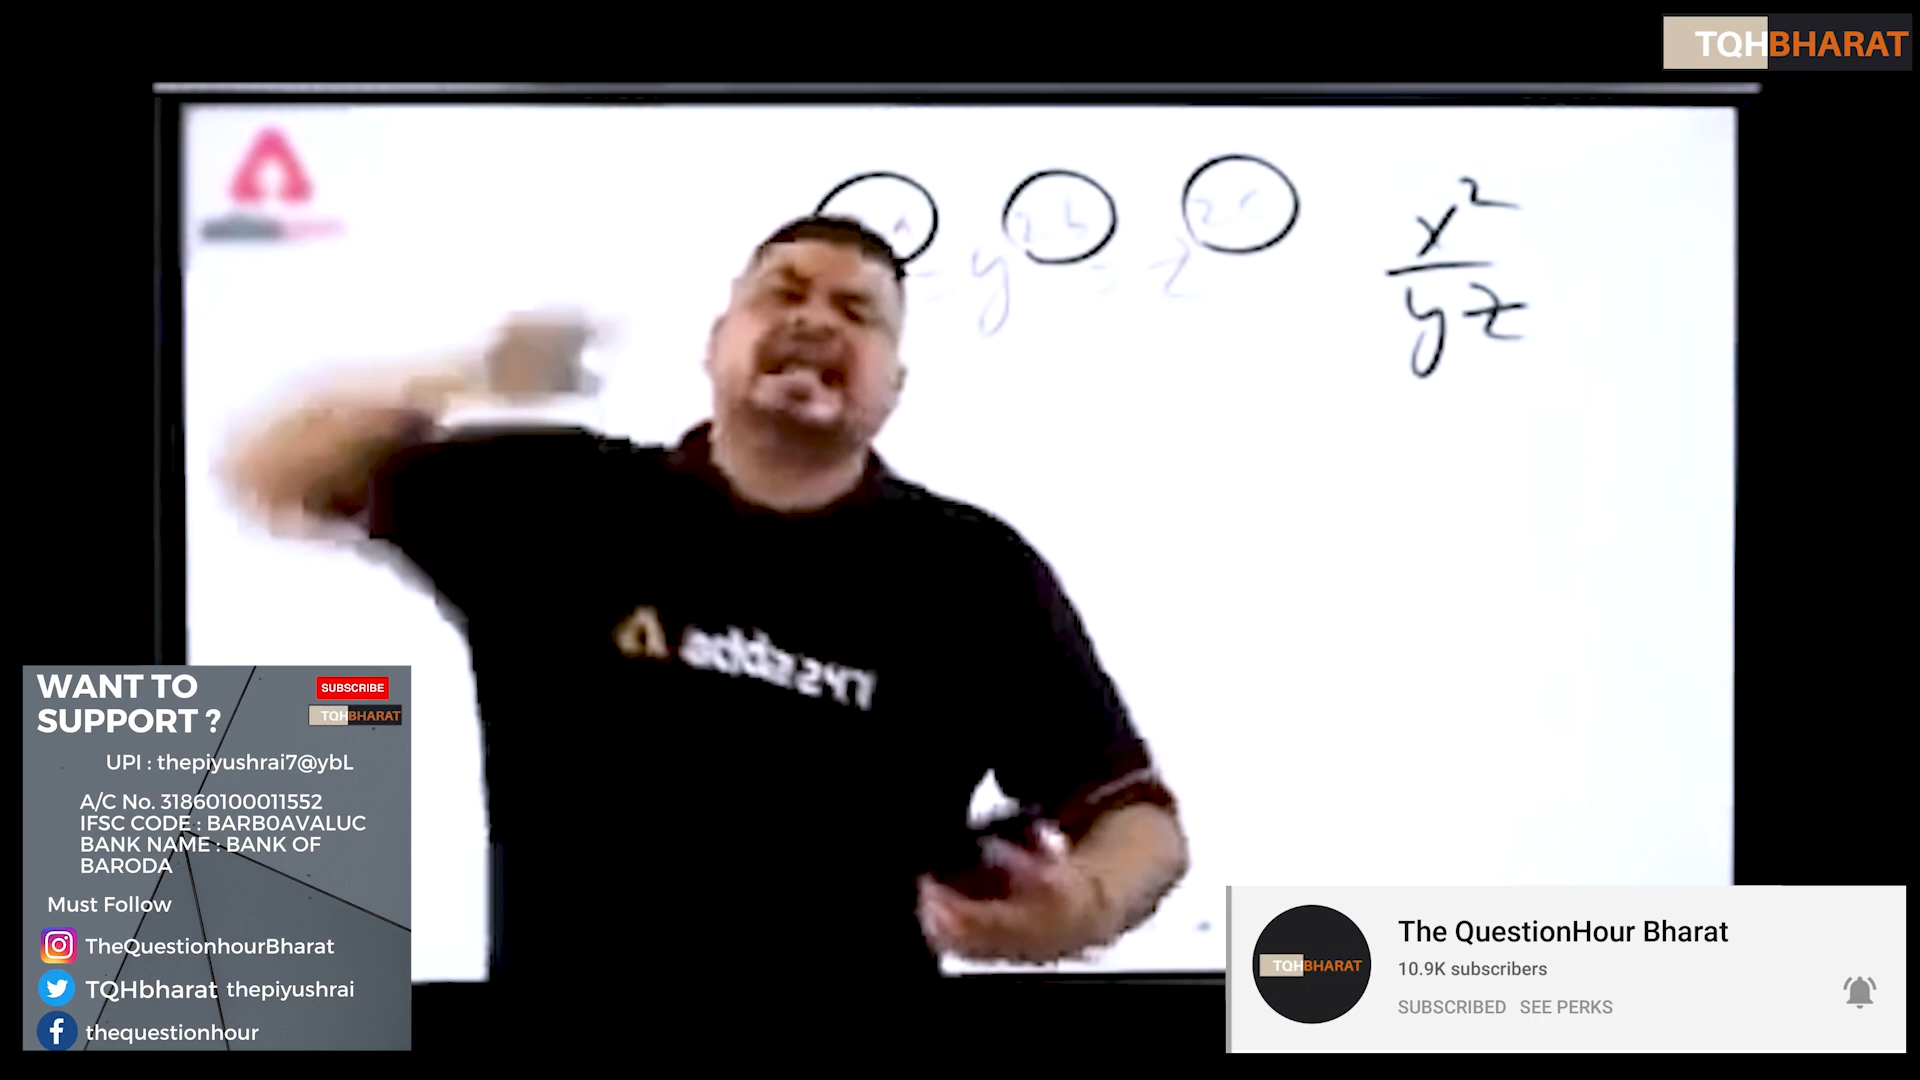 TQHBHARAT
= y 2b = z 2c
x²
yz
adda247
WANT TO
SUPPORT ?
SUBSCRIBE
TQHBHARAT
UPI : thepiyushrai7@ybL
A/C No. 31860100011552
IFSC CODE : BARB0AVALUC
BANK NAME : BANK OF
BARODA
Must Follow
TheQuestionhourBharat
TQHbharat thepiyushrai
thequestionhour
TQHBHARAT
The QuestionHour Bharat
10.9K subscribers
SUBSCRIBED SEE PERKS